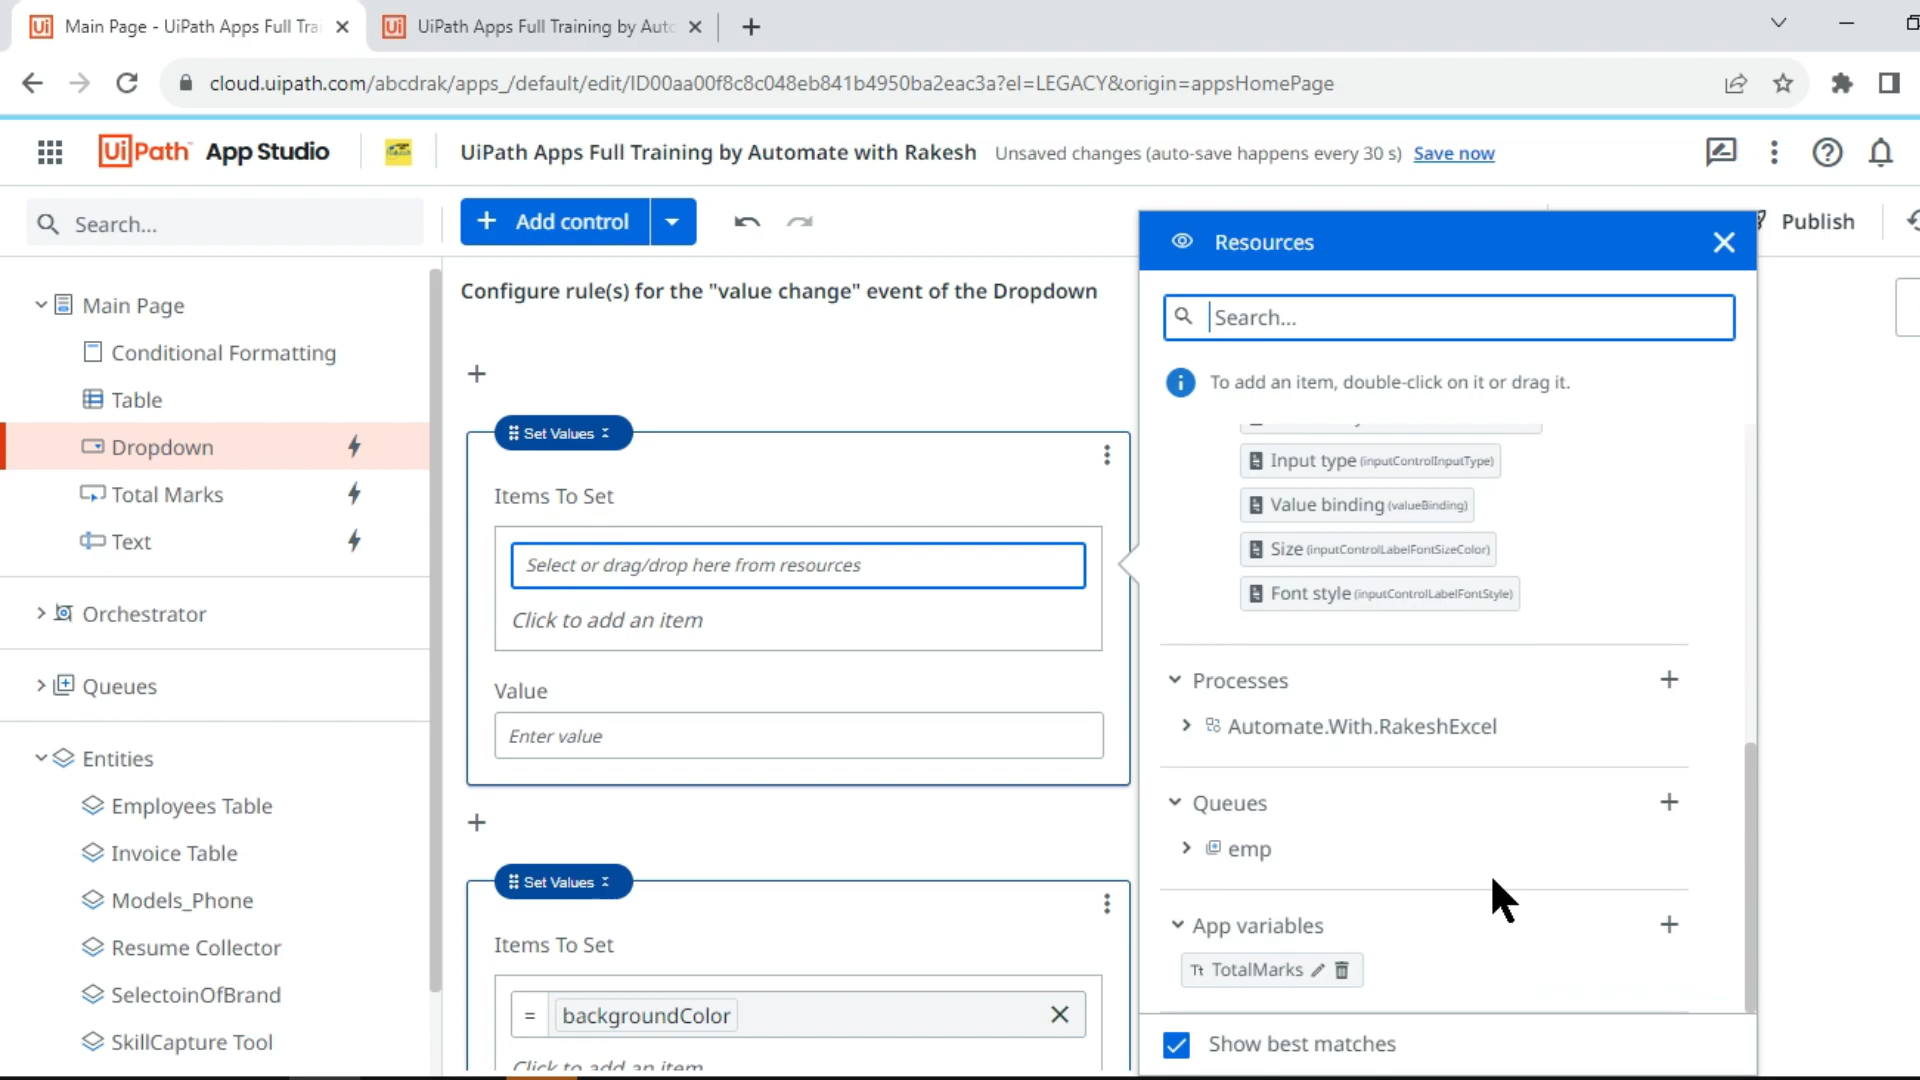 Main Page - UiPath Apps Full Trai
UiPath Apps Full Training by Auto
cloud.uipath.com/abcdrak/apps_/default/edit/ID00aa00f8c8c048eb841b4950ba2eac3a?el=LEGACY&origin=appsHomePage
UiPath App Studio
UiPath Apps Full Training by Automate with Rakesh
Unsaved changes (auto-save happens every 30 s) Save now
Search...
+ Add control
Publish
Main Page
Conditional Formatting
Table
Dropdown
Total Marks
Text
Orchestrator
Queues
Entities
Employees Table
Invoice Table
Models_Phone
Resume Collector
SelectoinOfBrand
SkillCapture Tool
Configure rule(s) for the "value change" event of the Dropdown
+
Set Values
Items To Set
Select or drag/drop here from resources
Click to add an item
Value
Enter value
+
Set Values
Items To Set
= backgroundColor
Click to add an item
Resources
Search...
To add an item, double-click on it or drag it.
Input type (inputControlInputType)
Value binding (valueBinding)
Size (inputControlLabelFontSizeColor)
Font style (inputControlLabelFontStyle)
Processes +
Automate.With.RakeshExcel
Queues +
emp
App variables +
Tt TotalMarks
Show best matches